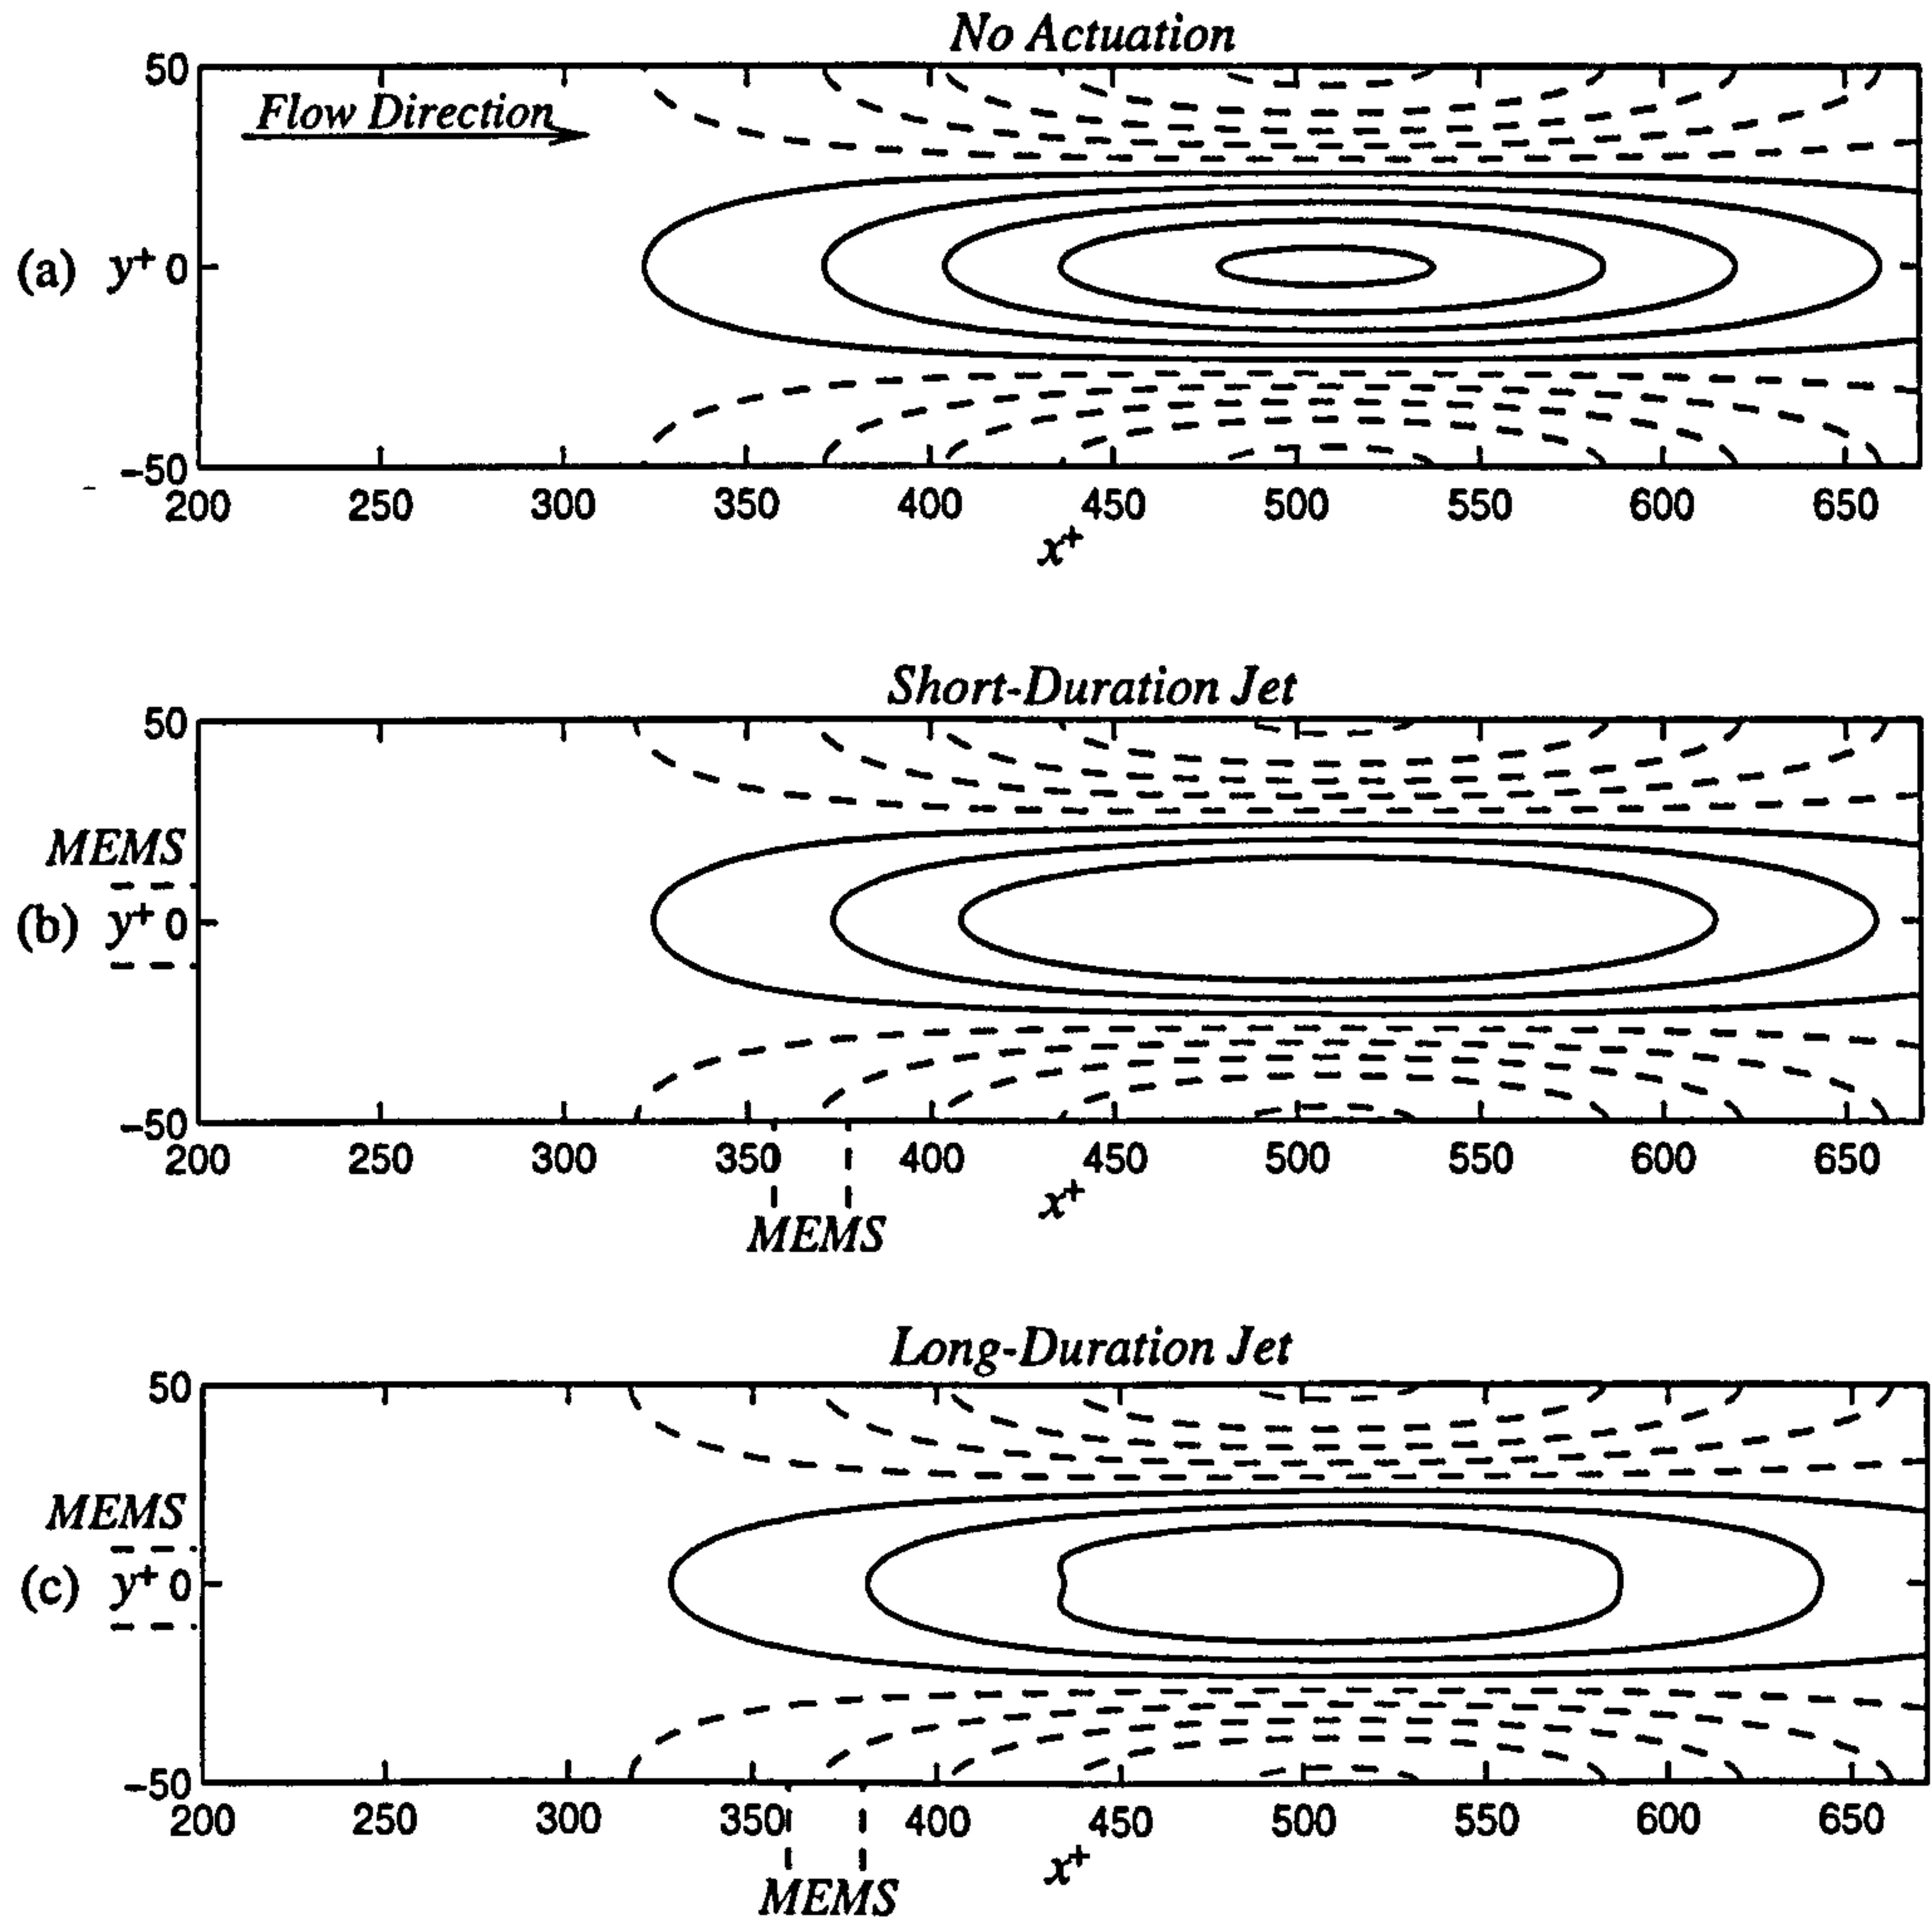 No Actuation
50
Flow Direction
(a) y+ 0
−50
200 250 300 350 400 450 500 550 600 650
x+
Short-Duration Jet
50
MEMS
(b) y+ 0
−50
200 250 300 350 400 450 500 550 600 650
x+
MEMS
Long-Duration Jet
50
MEMS
(c) y+ 0
−50
200 250 300 350 400 450 500 550 600 650
x+
MEMS